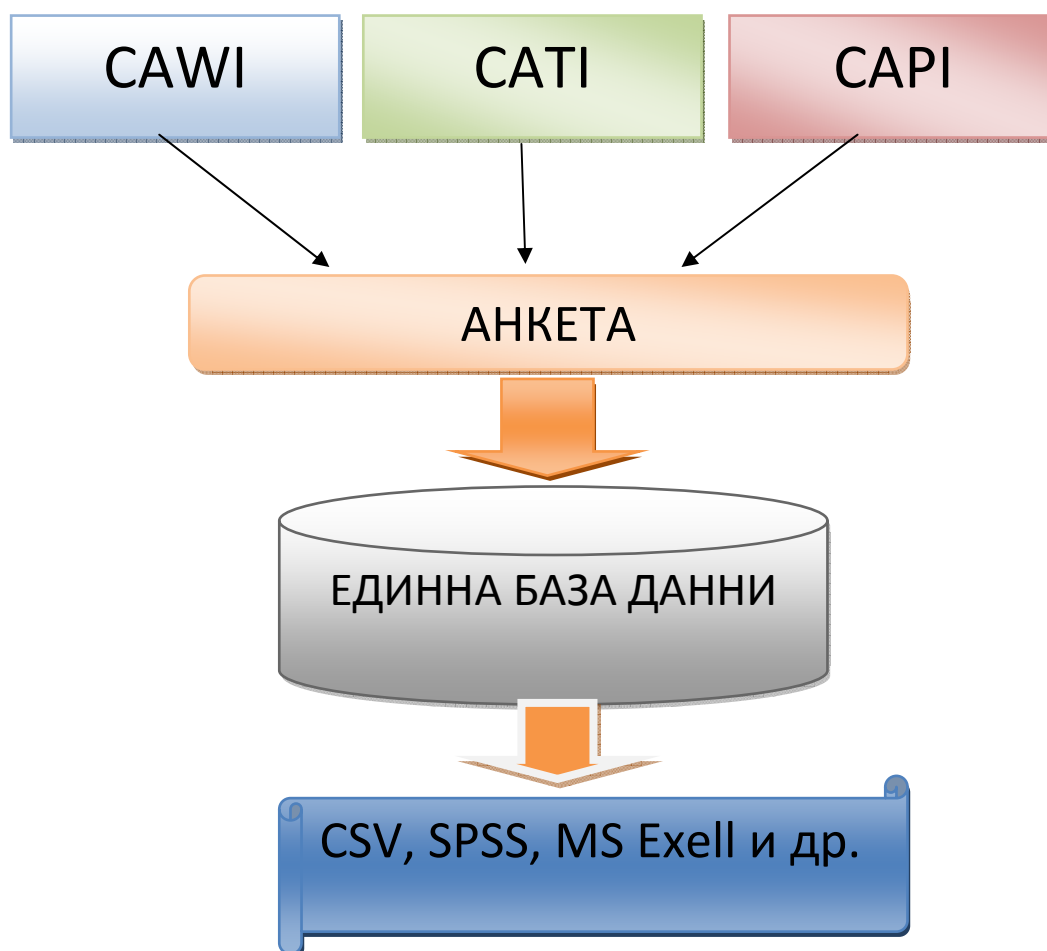 CAWI
CATI
CAPI
АНКЕТА
ЕДИННА БАЗА ДАННИ
CSV, SPSS, MS Exell и др.